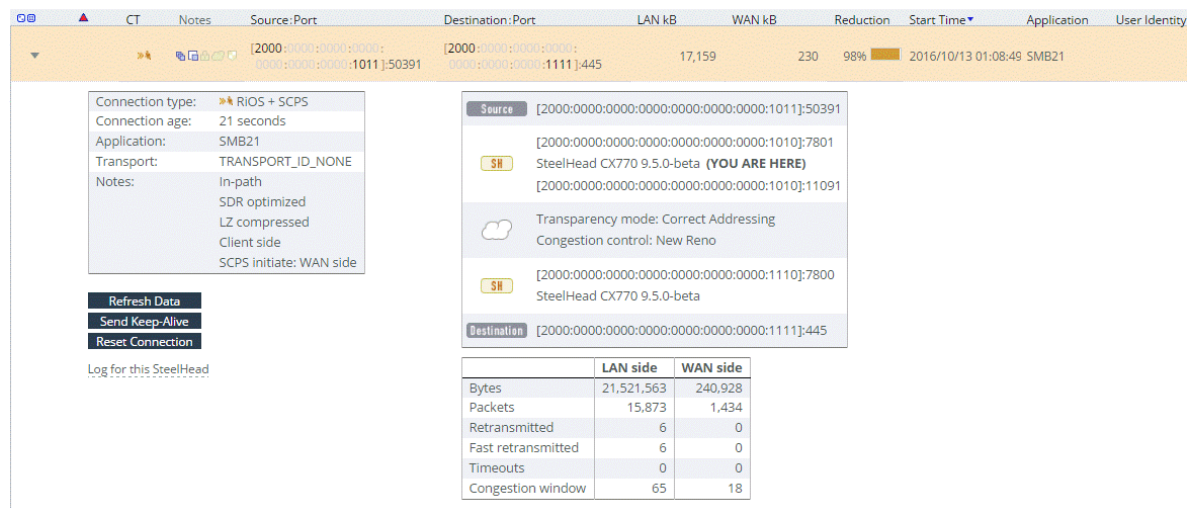 CT Notes Source:Port Destination:Port LAN kB WAN kB Reduction Start Time▼ Application User Identity
[2000:0000:0000:0000: [2000:0000:0000:0000:
0000:0000:0000:1011]:50391 0000:0000:0000:1111]:445 17,159 230 98% 2016/10/13 01:08:49 SMB21
Connection type: RiOS + SCPS
Connection age: 21 seconds
Application: SMB21
Transport: TRANSPORT_ID_NONE
Notes: In-path
SDR optimized
LZ compressed
Client side
SCPS initiate: WAN side
Refresh Data
Send Keep-Alive
Reset Connection
Log for this SteelHead
Source [2000:0000:0000:0000:0000:0000:0000:1011]:50391
[2000:0000:0000:0000:0000:0000:0000:1010]:7801
SH SteelHead CX770 9.5.0-beta (YOU ARE HERE)
[2000:0000:0000:0000:0000:0000:0000:1010]:11091
Transparency mode: Correct Addressing
Congestion control: New Reno
[2000:0000:0000:0000:0000:0000:0000:1110]:7800
SH SteelHead CX770 9.5.0-beta
Destination [2000:0000:0000:0000:0000:0000:0000:1111]:445
LAN side WAN side
Bytes 21,521,563 240,928
Packets 15,873 1,434
Retransmitted 6 0
Fast retransmitted 6 0
Timeouts 0 0
Congestion window 65 18